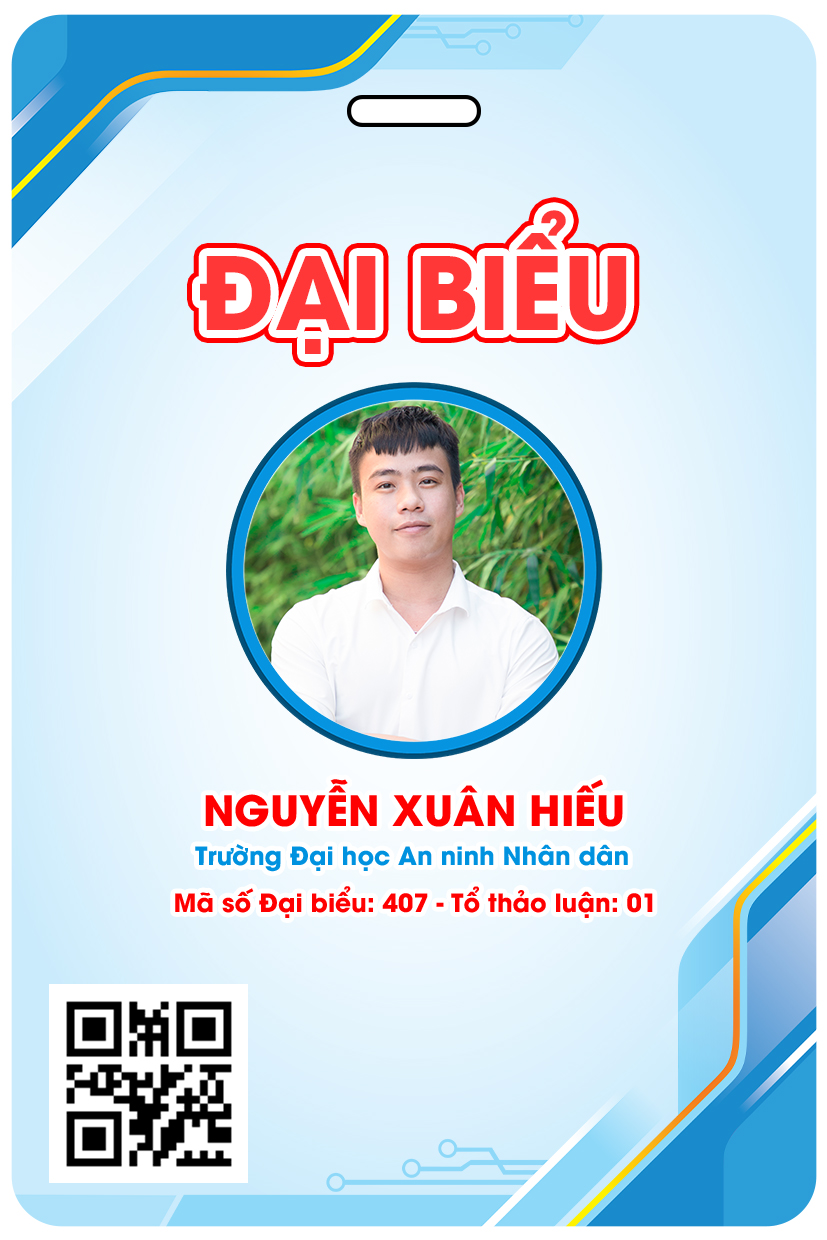 ĐẠI BIỂU
NGUYỄN XUÂN HIẾU
Trường Đại học An ninh Nhân dân
Mã số Đại biểu: 407 - Tổ thảo luận: 01